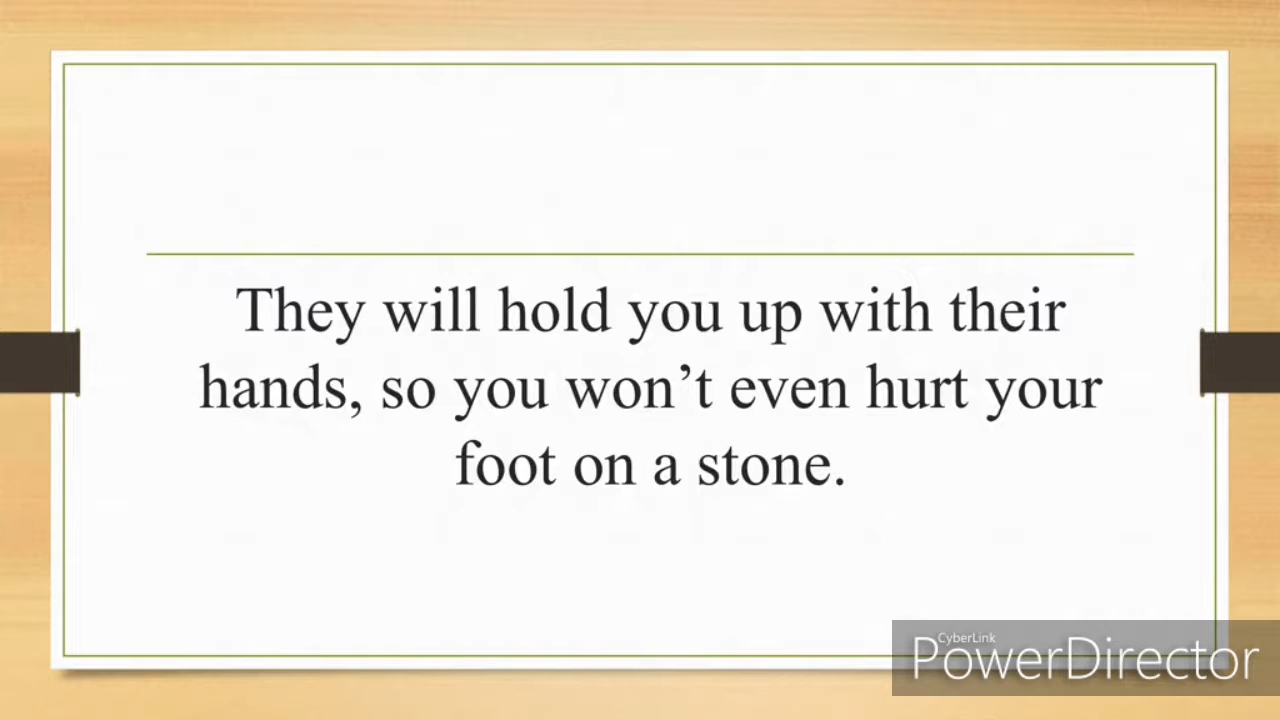 They will hold you up with their
hands, so you won’t even hurt your
foot on a stone.
CyberLink
PowerDirector